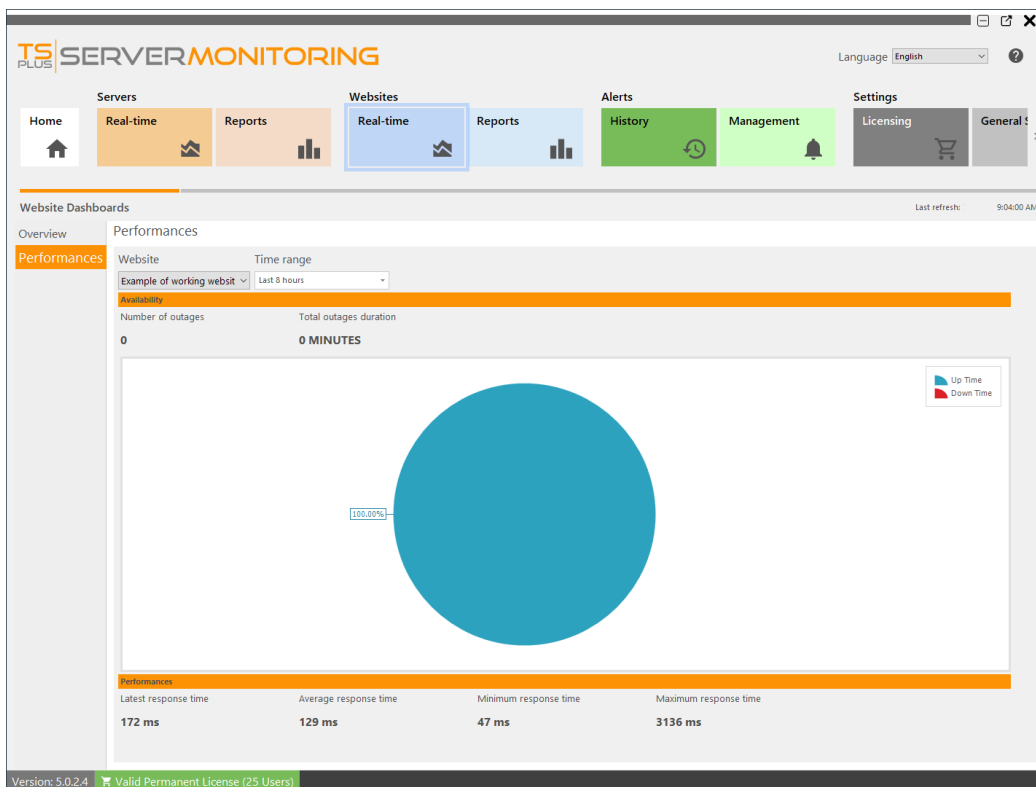 TS PLUS SERVERMONITORING
Language English
Servers Websites Alerts Settings
Home Real-time Reports Real-time Reports History Management Licensing General S
Website Dashboards Last refresh: 9:04:00 AM
Overview
Performances
Performances
Website Time range
Example of working websit Last 8 hours
Availability
Number of outages Total outages duration
0 0 MINUTES
Up Time
Down Time
100.00%
Performances
Latest response time Average response time Minimum response time Maximum response time
172 ms 129 ms 47 ms 3136 ms
Version: 5.0.2.4 Valid Permanent License (25 Users)